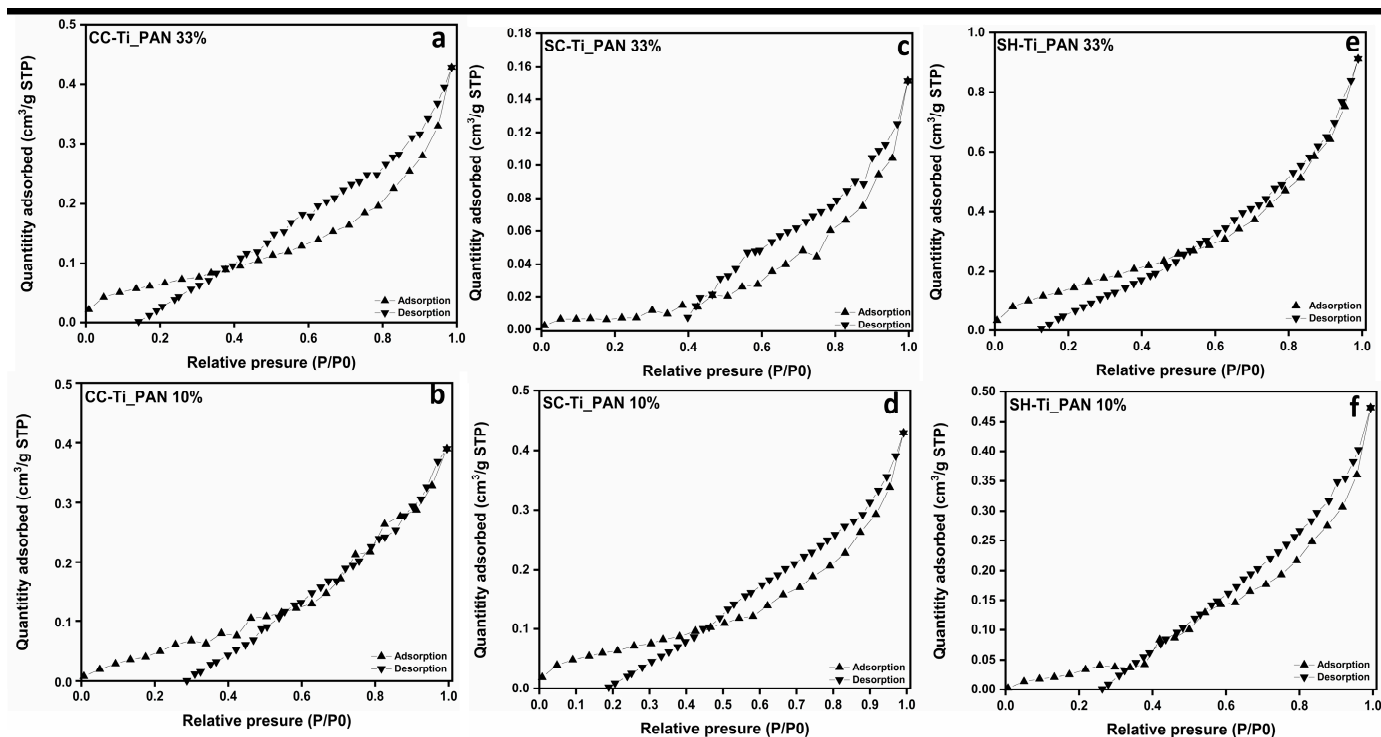 CC-Ti_PAN 33%
a
Quantitity adsorbed (cm³/g STP)
0.5
0.4
0.3
0.2
0.1
0.0
Adsorption
Desorption
0.0 0.2 0.4 0.6 0.8 1.0
Relative presure (P/P0)
SC-Ti_PAN 33%
c
Quantitity adsorbed (cm³/g STP)
0.18
0.16
0.14
0.12
0.10
0.08
0.06
0.04
0.02
0.00
Adsorption
Desorption
0.0 0.2 0.4 0.6 0.8 1.0
Relative presure (P/P0)
SH-Ti_PAN 33%
e
Quantitity adsorbed (cm³/g STP)
1.0
0.8
0.6
0.4
0.2
0.0
Adsorption
Desorption
0.0 0.2 0.4 0.6 0.8 1.0
Relative presure (P/P0)
CC-Ti_PAN 10%
b
Quantitity adsorbed (cm³/g STP)
0.5
0.4
0.3
0.2
0.1
0.0
Adsorption
Desorption
0.0 0.2 0.4 0.6 0.8 1.0
Relative presure (P/P0)
SC-Ti_PAN 10%
d
Quantitity adsorbed (cm³/g STP)
0.5
0.4
0.3
0.2
0.1
0.0
Adsorption
Desorption
0.0 0.1 0.2 0.3 0.4 0.5 0.6 0.7 0.8 0.9 1.0
Relative presure (P/P0)
SH-Ti_PAN 10%
f
Quantitity adsorbed (cm³/g STP)
0.50
0.45
0.40
0.35
0.30
0.25
0.20
0.15
0.10
0.05
0.00
Adsorption
Desorption
0.0 0.2 0.4 0.6 0.8 1.0
Relative presure (P/P0)